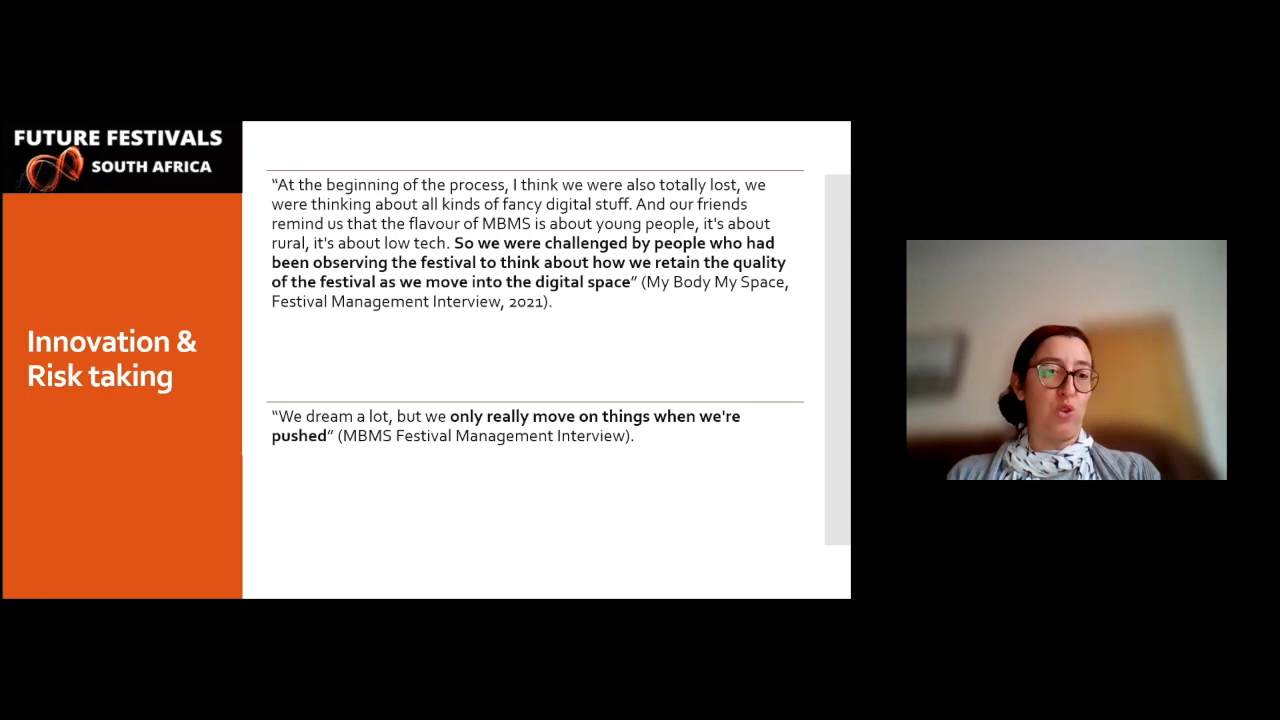 FUTURE FESTIVALS
SOUTH AFRICA
Innovation &
Risk taking
“At the beginning of the process, I think we were also totally lost, we
were thinking about all kinds of fancy digital stuff. And our friends
remind us that the flavour of MBMS is about young people, it's about
rural, it's about low tech. So we were challenged by people who had
been observing the festival to think about how we retain the quality
of the festival as we move into the digital space” (My Body My Space,
Festival Management Interview, 2021).
“We dream a lot, but we only really move on things when we're
pushed” (MBMS Festival Management Interview).